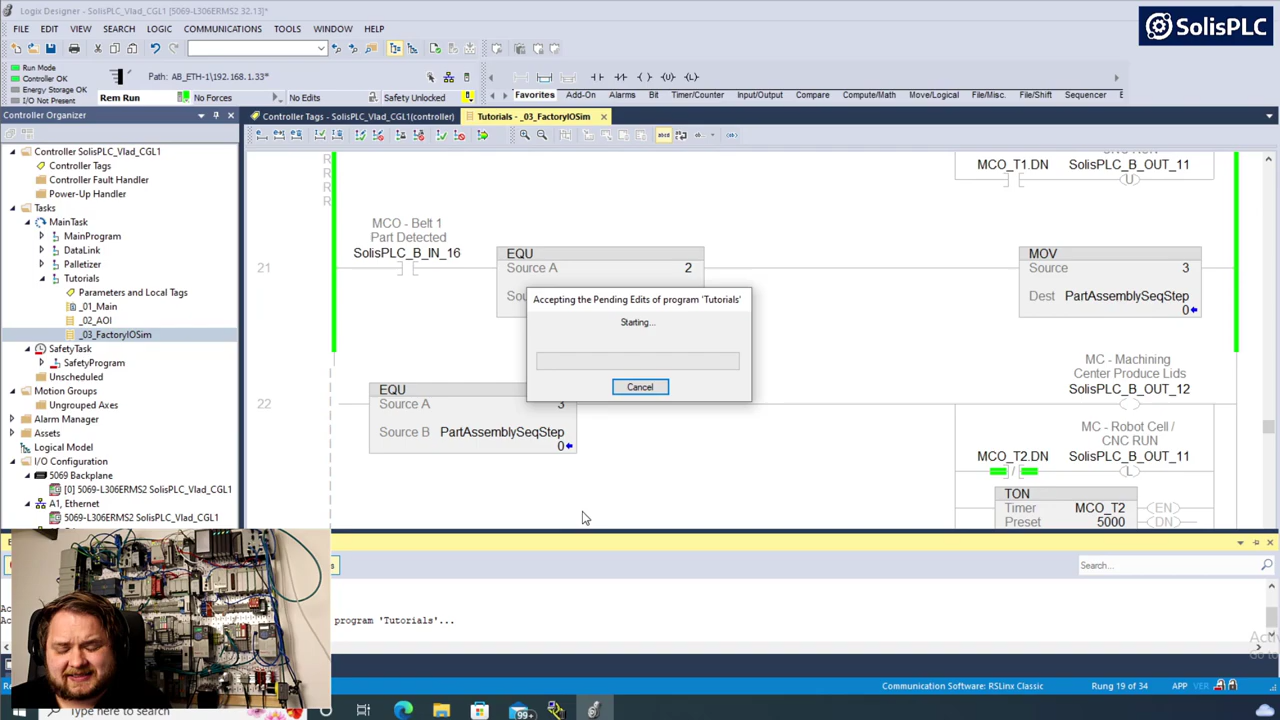 Logix Designer - SolisPLC_Vlad_CGL1 [5069-L306ERMS2 32.13]*
SolisPLC
FILE EDIT VIEW SEARCH LOGIC COMMUNICATIONS TOOLS WINDOW HELP
Run Mode
Controller OK
Energy Storage OK
I/O Not Present
Path: AB_ETH-1\192.168.1.33*
Rem Run No Forces No Edits Safety Unlocked
Favorites Add-On Alarms Bit Timer/Counter Input/Output Compare Compute/Math Move/Logical File/Misc. File/Shift Sequencer
Controller Organizer
Controller Tags - SolisPLC_Vlad_CGL1(controller) Tutorials - _03_FactoryIOSim
Controller SolisPLC_Vlad_CGL1
Controller Tags
Controller Fault Handler
Power-Up Handler
Tasks
MainTask
MainProgram
DataLink
Palletizer
Tutorials
Parameters and Local Tags
_01_Main
_02_AOI
_03_FactoryIOSim
SafetyTask
SafetyProgram
Unscheduled
Motion Groups
Ungrouped Axes
Alarm Manager
Assets
Logical Model
I/O Configuration
5069 Backplane
[0] 5069-L306ERMS2 SolisPLC_Vlad_CGL1
A1, Ethernet
5069-L306ERMS2 SolisPLC_Vlad_CGL1
R
R
R
R
MCO_T1.DN SolisPLC_B_OUT_11
U
MCO - Belt 1
Part Detected
SolisPLC_B_IN_16
21
EQU
Source A 2
MOV
Source 3
Dest PartAssemblySeqStep
0
Accepting the Pending Edits of program 'Tutorials'
Starting...
Cancel
22
EQU
Source A 3
Source B PartAssemblySeqStep
0
MC - Machining
Center Produce Lids
SolisPLC_B_OUT_12
MC - Robot Cell /
CNC RUN
MCO_T2.DN SolisPLC_B_OUT_11
L
TON
Timer MCO_T2
Preset 5000
EN
DN
Search...
program 'Tutorials'...
Communication Software: RSLinx Classic Rung 19 of 34 APP VER
Type here to search
99+